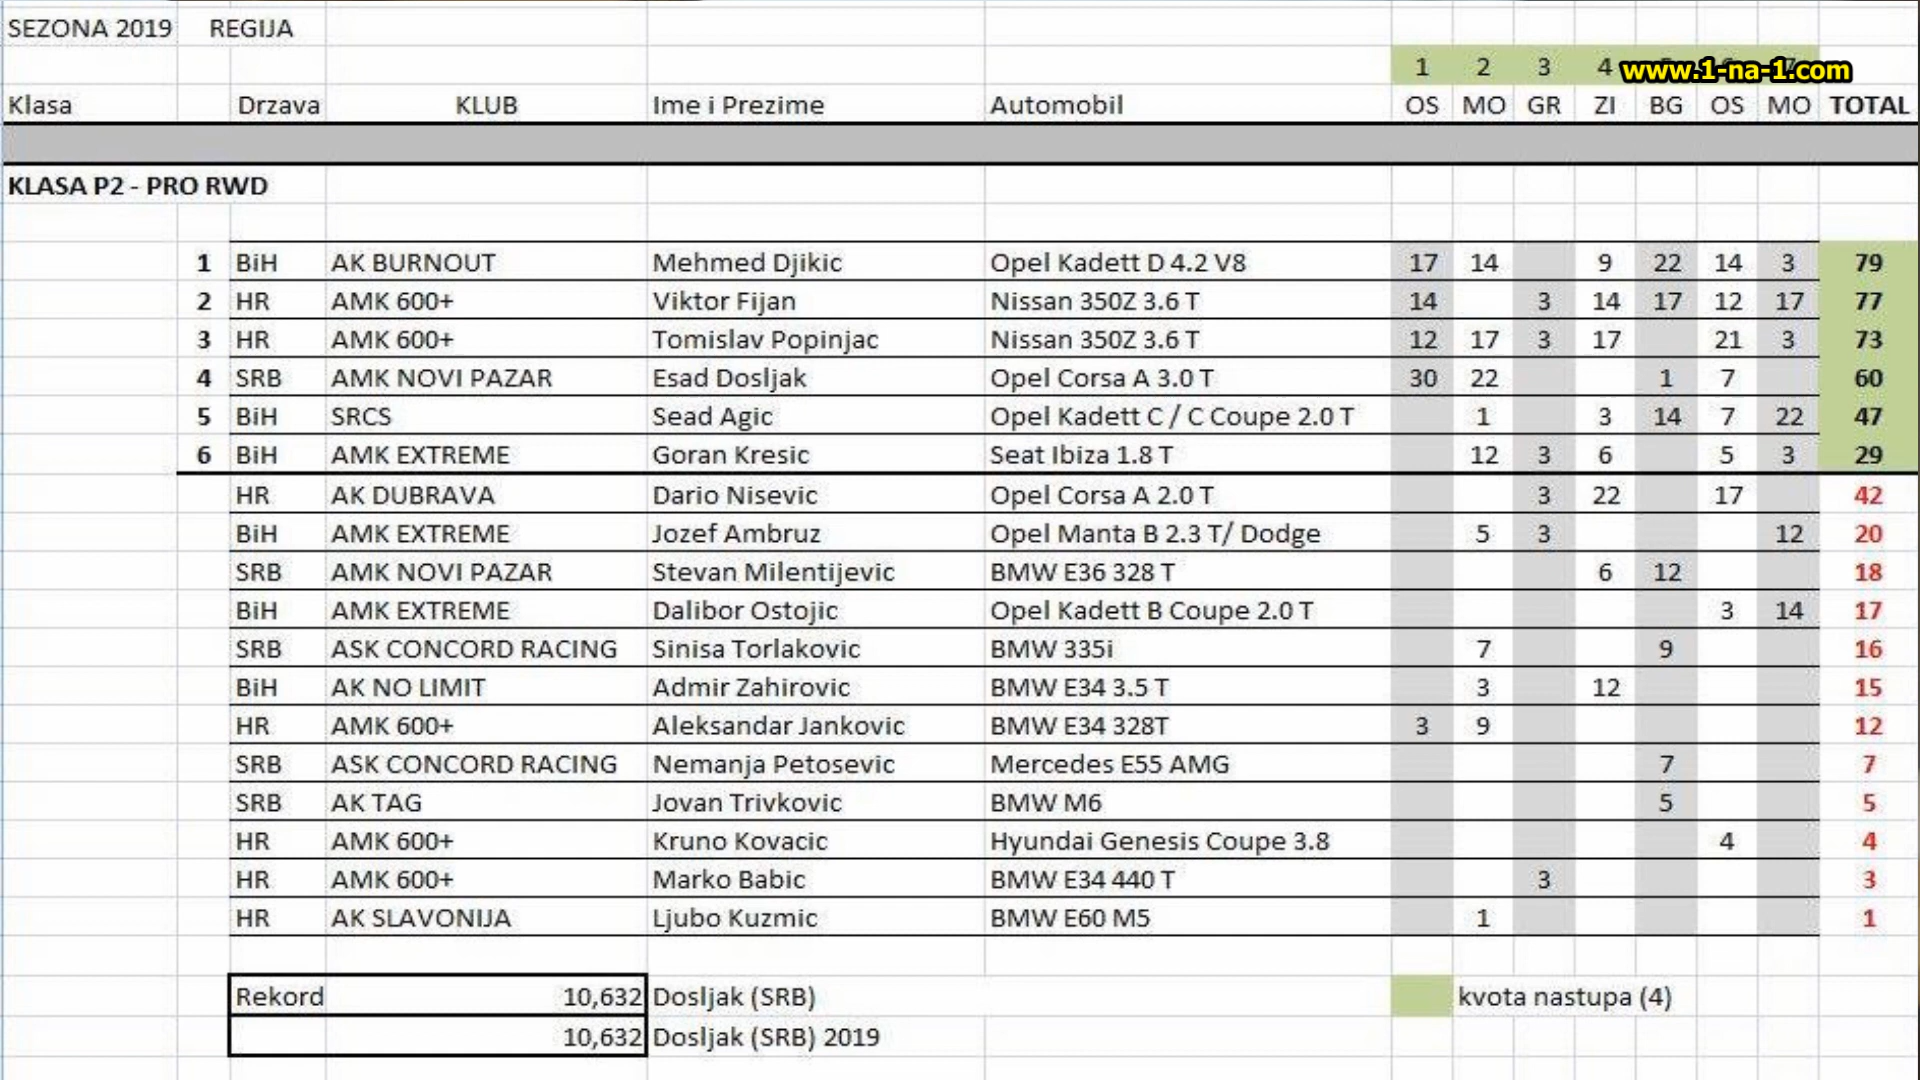 SEZONA 2019 REGIJA
1 2 3 4 www.1-na-1.com
Klasa Drzava KLUB Ime i Prezime Automobil OS MO GR ZI BG OS MO TOTAL
KLASA P2 - PRO RWD
1 BiH AK BURNOUT Mehmed Djikic Opel Kadett D 4.2 V8 17 14 9 22 14 3 79
2 HR AMK 600+ Viktor Fijan Nissan 350Z 3.6 T 14 3 14 17 12 17 77
3 HR AMK 600+ Tomislav Popinjac Nissan 350Z 3.6 T 12 17 3 17 21 3 73
4 SRB AMK NOVI PAZAR Esad Dosljak Opel Corsa A 3.0 T 30 22 1 7 60
5 BiH SRCS Sead Agic Opel Kadett C / C Coupe 2.0 T 1 3 14 7 22 47
6 BiH AMK EXTREME Goran Kresic Seat Ibiza 1.8 T 12 3 6 5 3 29
HR AK DUBRAVA Dario Nisevic Opel Corsa A 2.0 T 3 22 17 42
BiH AMK EXTREME Jozef Ambruz Opel Manta B 2.3 T/ Dodge 5 3 12 20
SRB AMK NOVI PAZAR Stevan Milentijevic BMW E36 328 T 6 12 18
BiH AMK EXTREME Dalibor Ostojic Opel Kadett B Coupe 2.0 T 3 14 17
SRB ASK CONCORD RACING Sinisa Torlakovic BMW 335i 7 9 16
BiH AK NO LIMIT Admir Zahirovic BMW E34 3.5 T 3 12 15
HR AMK 600+ Aleksandar Jankovic BMW E34 328T 3 9 12
SRB ASK CONCORD RACING Nemanja Petosevic Mercedes E55 AMG 7 7
SRB AK TAG Jovan Trivkovic BMW M6 5 5
HR AMK 600+ Kruno Kovacic Hyundai Genesis Coupe 3.8 4 4
HR AMK 600+ Marko Babic BMW E34 440 T 3 3
HR AK SLAVONIJA Ljubo Kuzmic BMW E60 M5 1 1
Rekord 10,632 Dosljak (SRB) kvota nastupa (4)
10,632 Dosljak (SRB) 2019